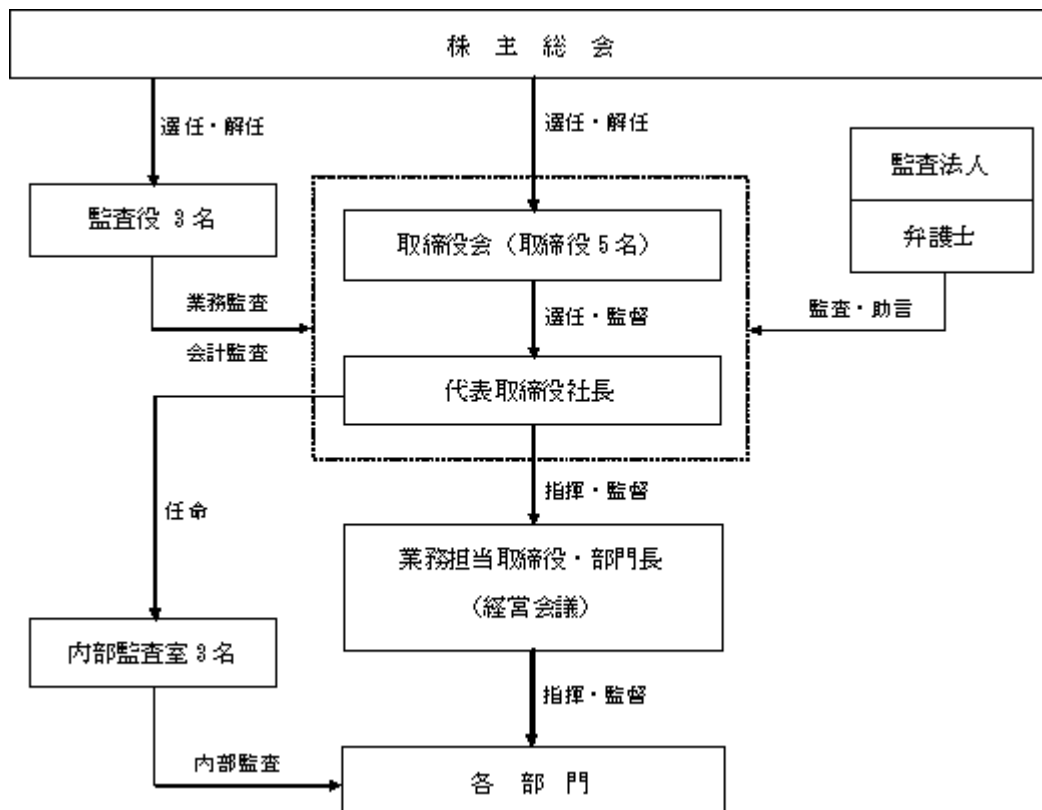 株 主 総 会
選任・解任
選任・解任
監査法人
弁護士
監査役 3 名
取締役会（取締役 5 名）
業務監査
選任・監督
監査・助言
会計監査
代表取締役社長
指揮・監督
任命
業務担当取締役・部門長
（経営会議）
内部監査室 3 名
指揮・監督
内部監査
各 部 門